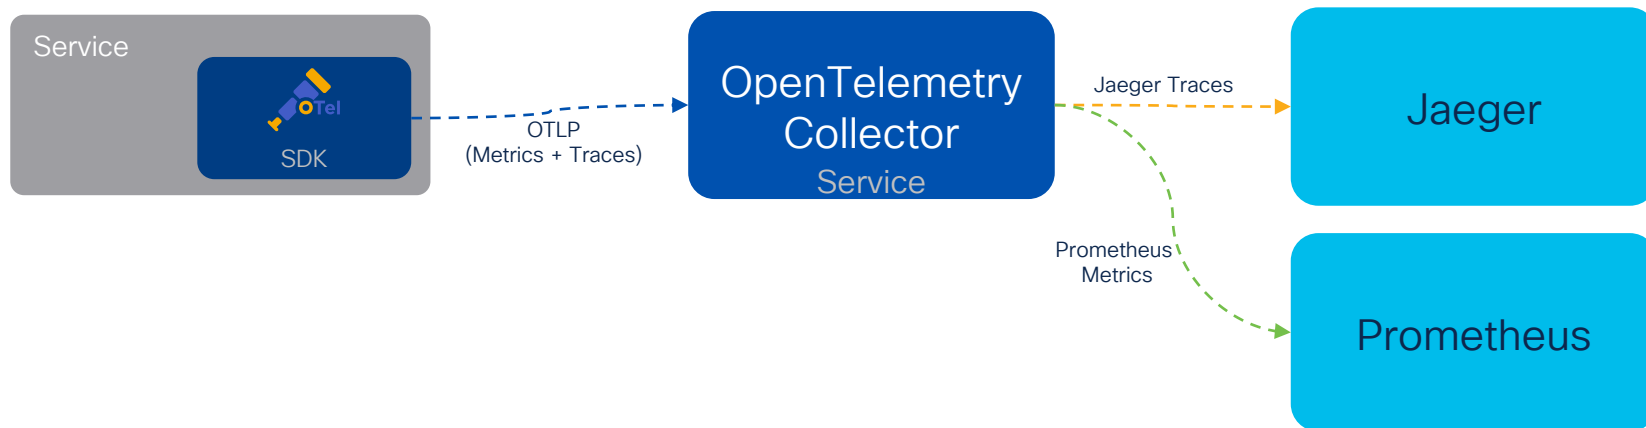 Service
OTel
SDK
OTLP
(Metrics + Traces)
OpenTelemetry
Collector
Service
Jaeger Traces
Jaeger
Prometheus
Metrics
Prometheus